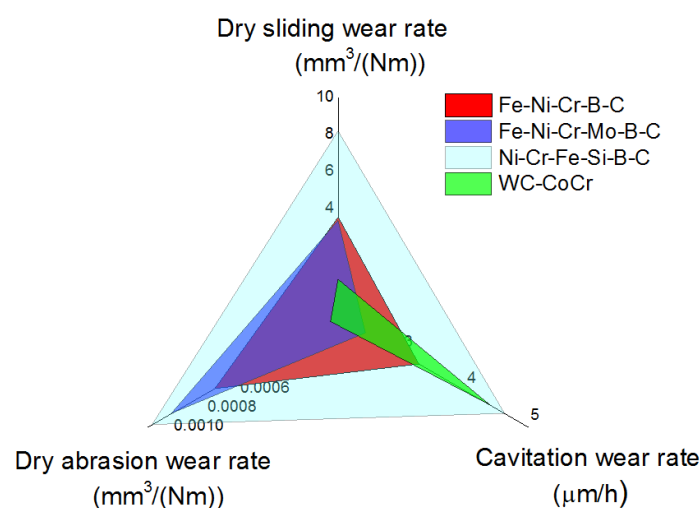 Dry sliding wear rate
(mm³/(Nm))
10
8
6
4
Fe-Ni-Cr-B-C
Fe-Ni-Cr-Mo-B-C
Ni-Cr-Fe-Si-B-C
WC-CoCr
3
4
5
0.0006
0.0008
0.0010
Dry abrasion wear rate
(mm³/(Nm))
Cavitation wear rate
(μm/h)